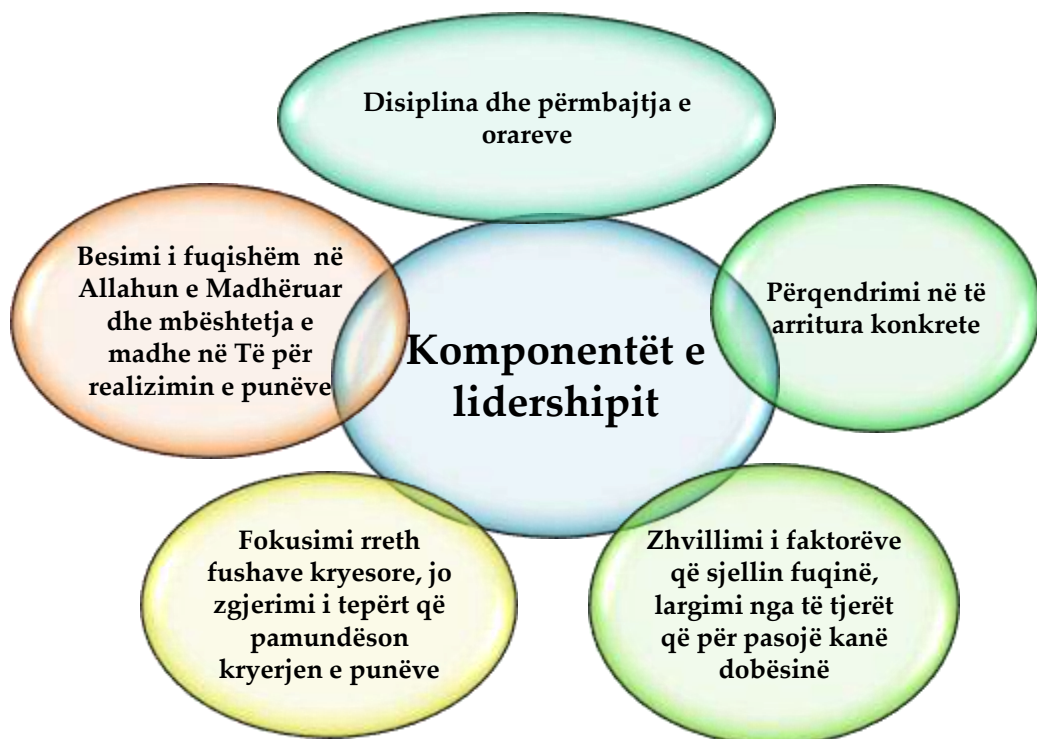 Disiplina dhe përmbajtja e
orareve
Besimi i fuqishëm në
Allahun e Madhëruar
dhe mbështetja e
madhe në Të për
realizimin e punëve
Përqendrimi në të
arritura konkrete
Komponentët e
lidershipit
Fokusimi rreth
fushave kryesore, jo
zgjerimi i tepërt që
pamundëson
kryerjen e punëve
Zhvillimi i faktorëve
që sjellin fuqinë,
largimi nga të tjerët
që për pasojë kanë
dobësinë